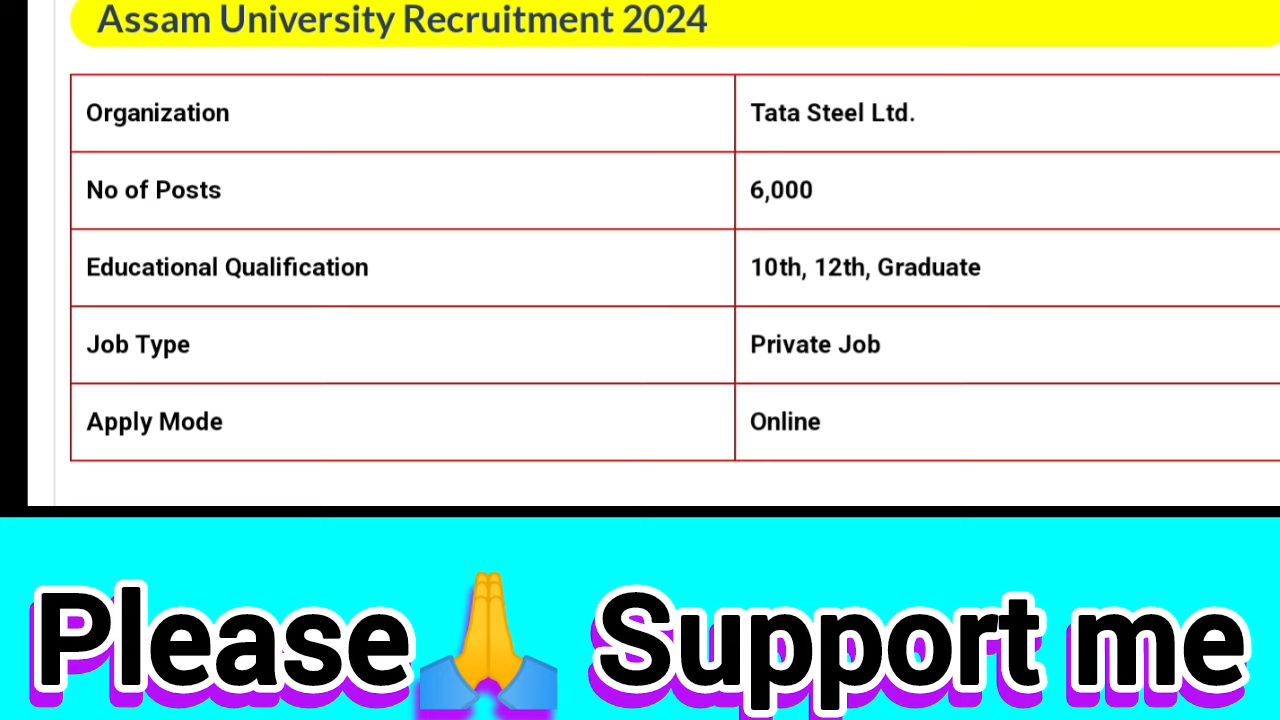 Assam University Recruitment 2024
Organization Tata Steel Ltd.
No of Posts 6,000
Educational Qualification 10th, 12th, Graduate
Job Type Private Job
Apply Mode Online
Please🙏 Support me